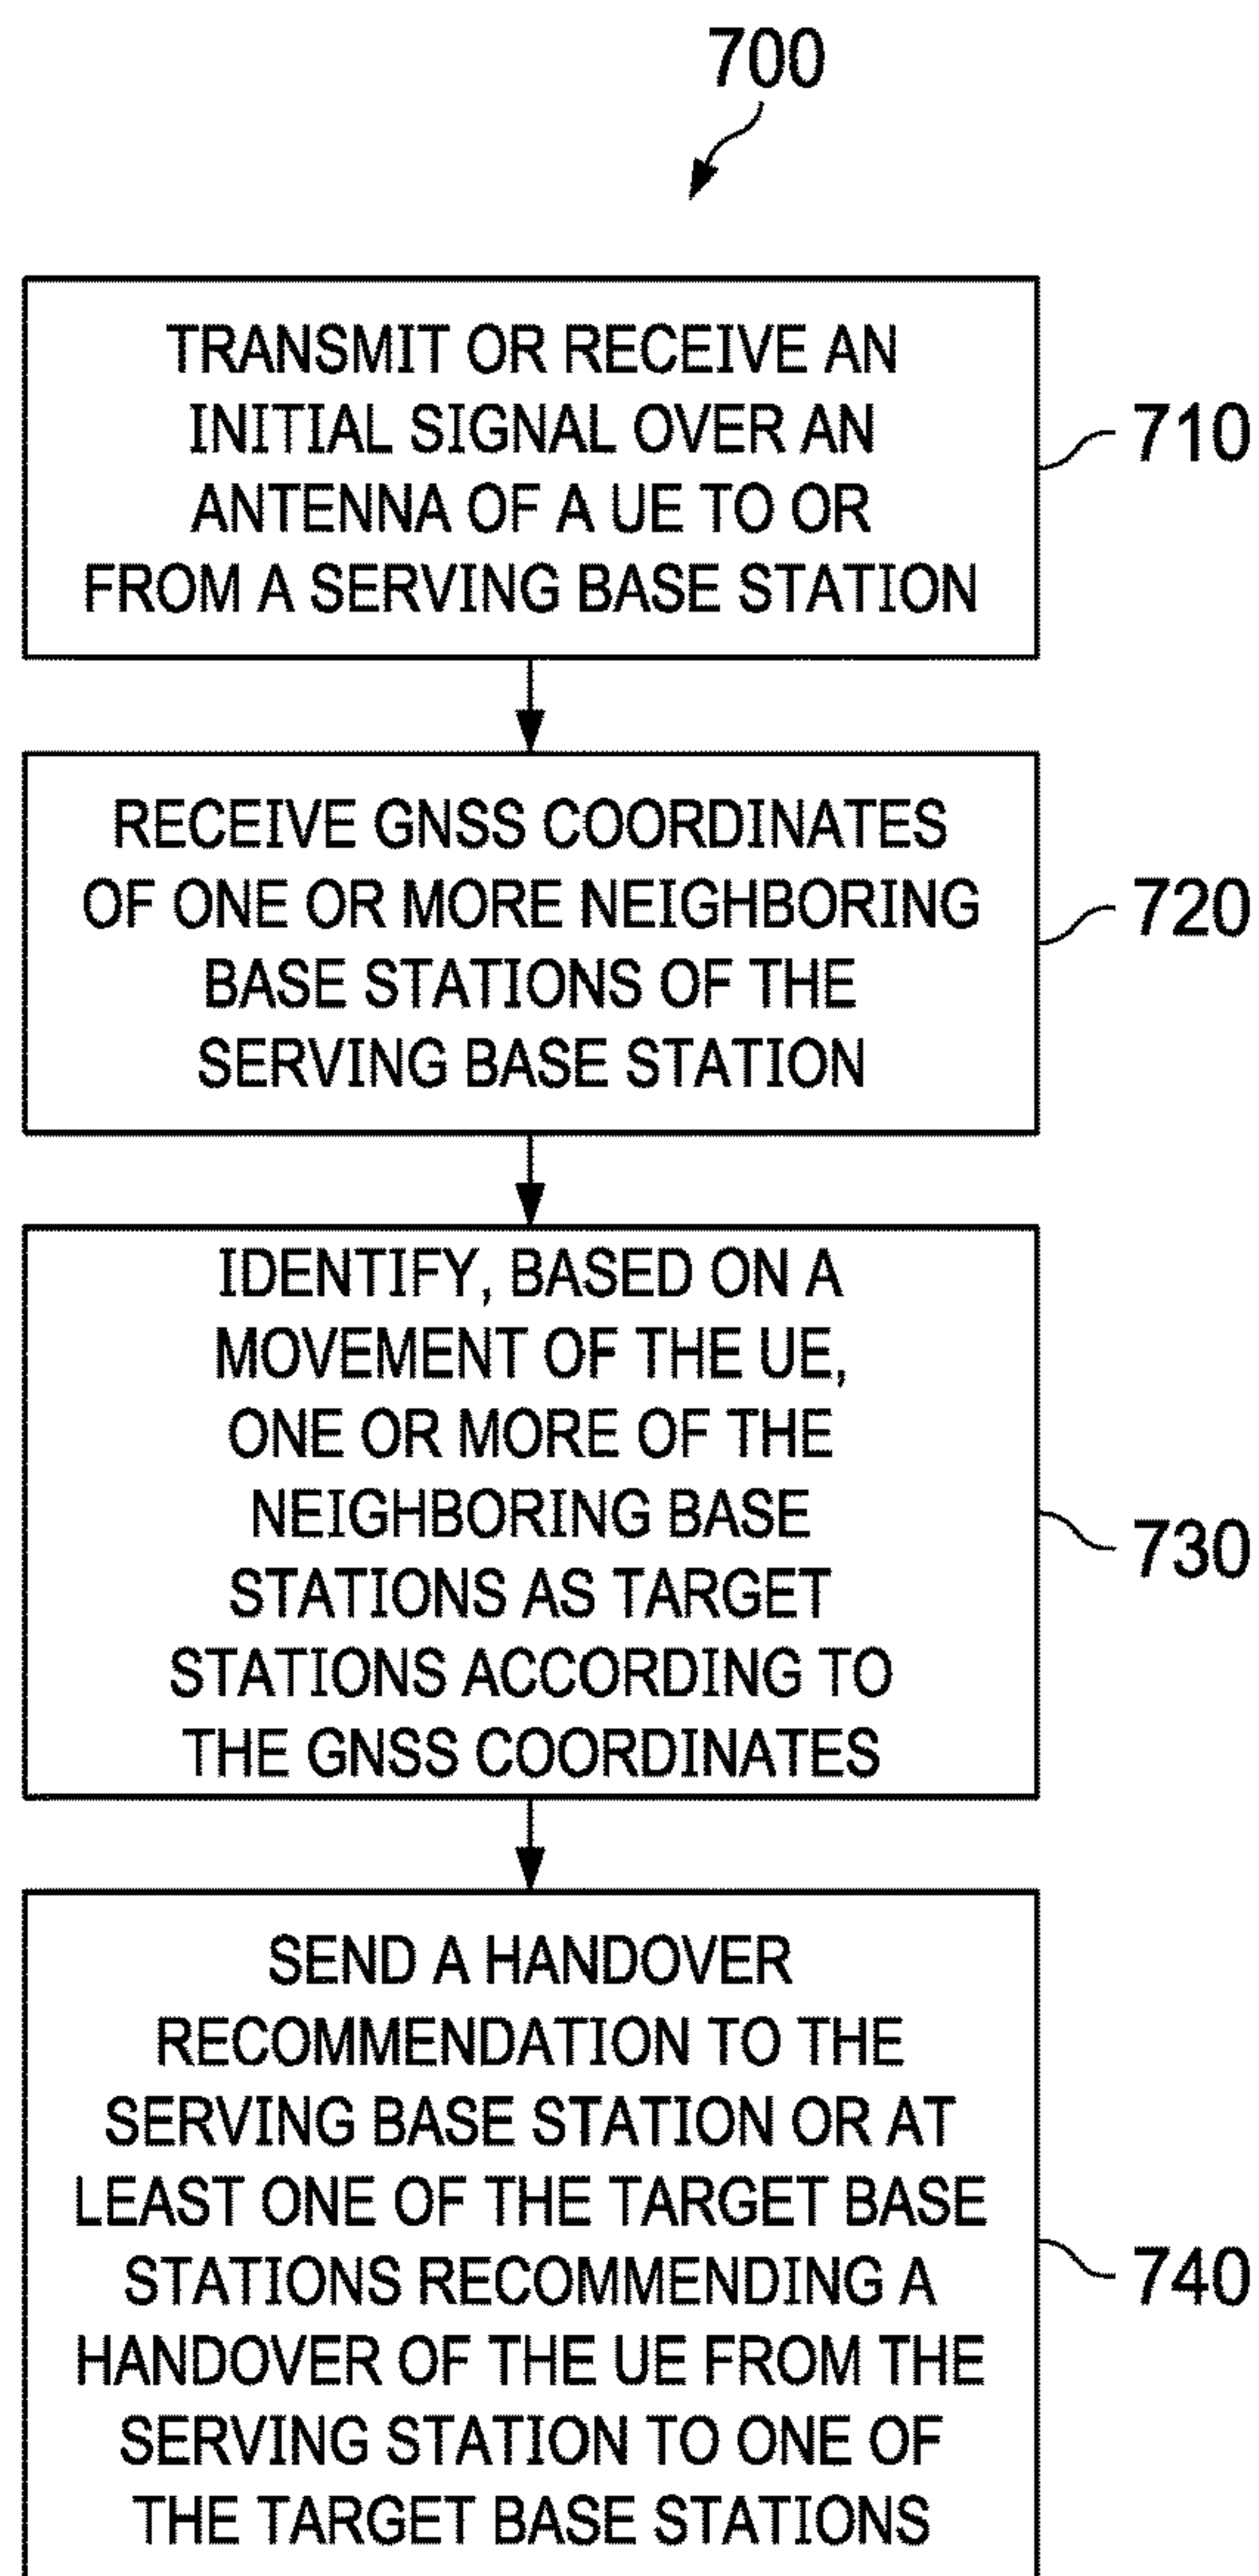 700
TRANSMIT OR RECEIVE AN
INITIAL SIGNAL OVER AN
ANTENNA OF A UE TO OR
FROM A SERVING BASE STATION
710
RECEIVE GNSS COORDINATES
OF ONE OR MORE NEIGHBORING
BASE STATIONS OF THE
SERVING BASE STATION
720
IDENTIFY, BASED ON A
MOVEMENT OF THE UE,
ONE OR MORE OF THE
NEIGHBORING BASE
STATIONS AS TARGET
STATIONS ACCORDING TO
THE GNSS COORDINATES
730
SEND A HANDOVER
RECOMMENDATION TO THE
SERVING BASE STATION OR AT
LEAST ONE OF THE TARGET BASE
STATIONS RECOMMENDING A
HANDOVER OF THE UE FROM THE
SERVING STATION TO ONE OF
THE TARGET BASE STATIONS
740